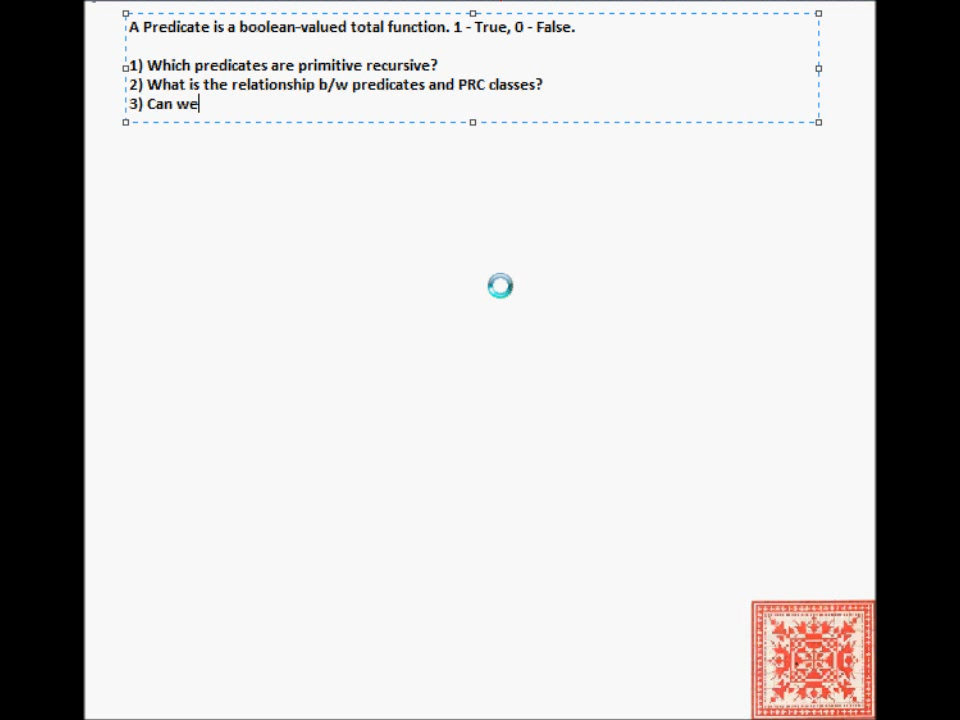 A Predicate is a boolean-valued total function. 1 - True, 0 - False.
1) Which predicates are primitive recursive?
2) What is the relationship b/w predicates and PRC classes?
3) Can we